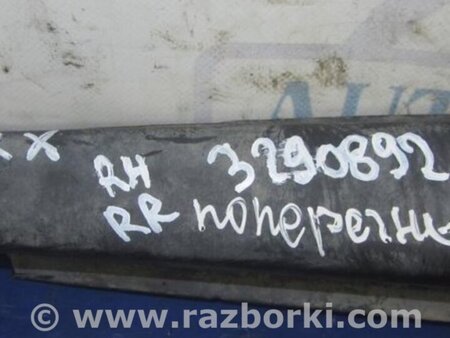 RH 3290892
RR поперечн
© www.razborki.com